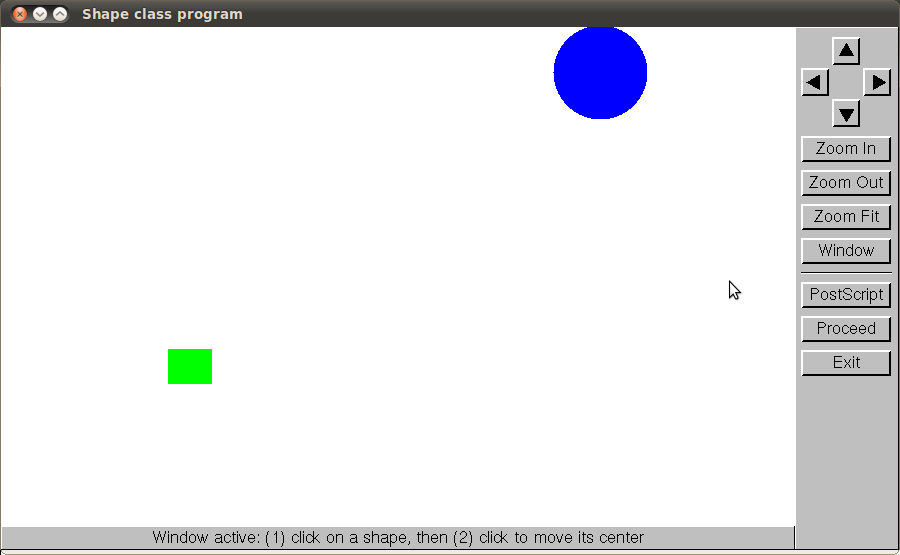 Shape class program
Zoom In
Zoom Out
Zoom Fit
Window
PostScript
Proceed
Exit
Window active: (1) click on a shape, then (2) click to move its center